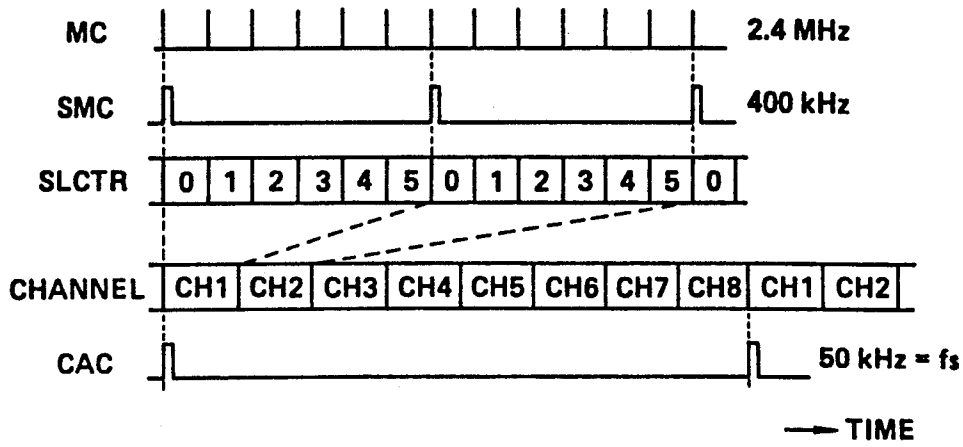 MC 2.4 MHz
SMC 400 kHz
SLCTR 0 1 2 3 4 5 0 1 2 3 4 5 0
CHANNEL CH1 CH2 CH3 CH4 CH5 CH6 CH7 CH8 CH1 CH2
CAC 50 kHz = fs
TIME